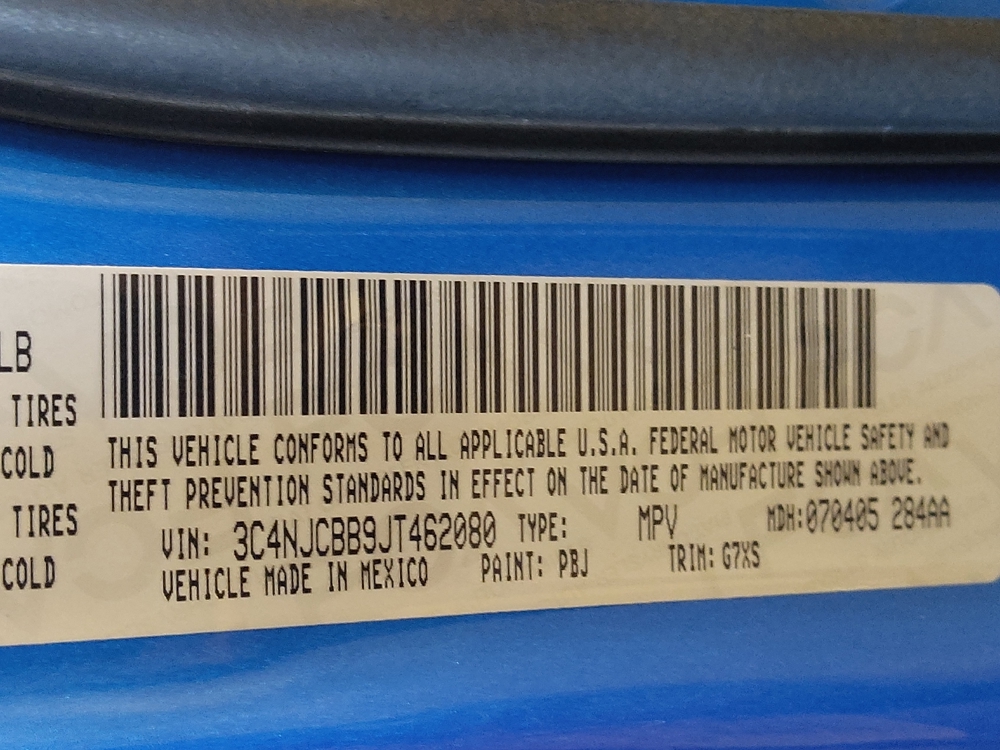 LB
TIRES
COLD
TIRES
COLD
THIS VEHICLE CONFORMS TO ALL APPLICABLE U.S.A. FEDERAL MOTOR VEHICLE SAFETY AND
THEFT PREVENTION STANDARDS IN EFFECT ON THE DATE OF MANUFACTURE SHOWN ABOVE.
VIN: 3C4NJCBB9JT462080 TYPE: MPV MDH:070405 284AA
VEHICLE MADE IN MEXICO PAINT: PBJ TRIM: G7XS